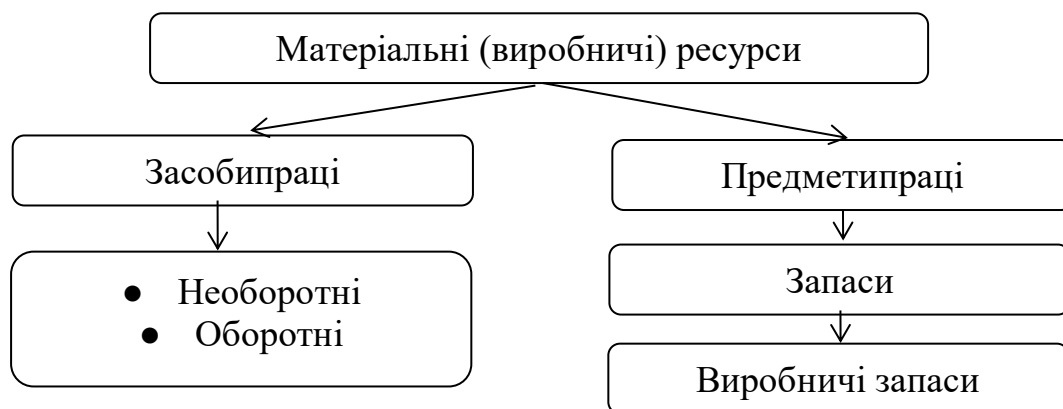 Матеріальні (виробничі) ресурси
Засобипраці
Предметипраці
● Необоротні
● Оборотні
Запаси
Виробничі запаси